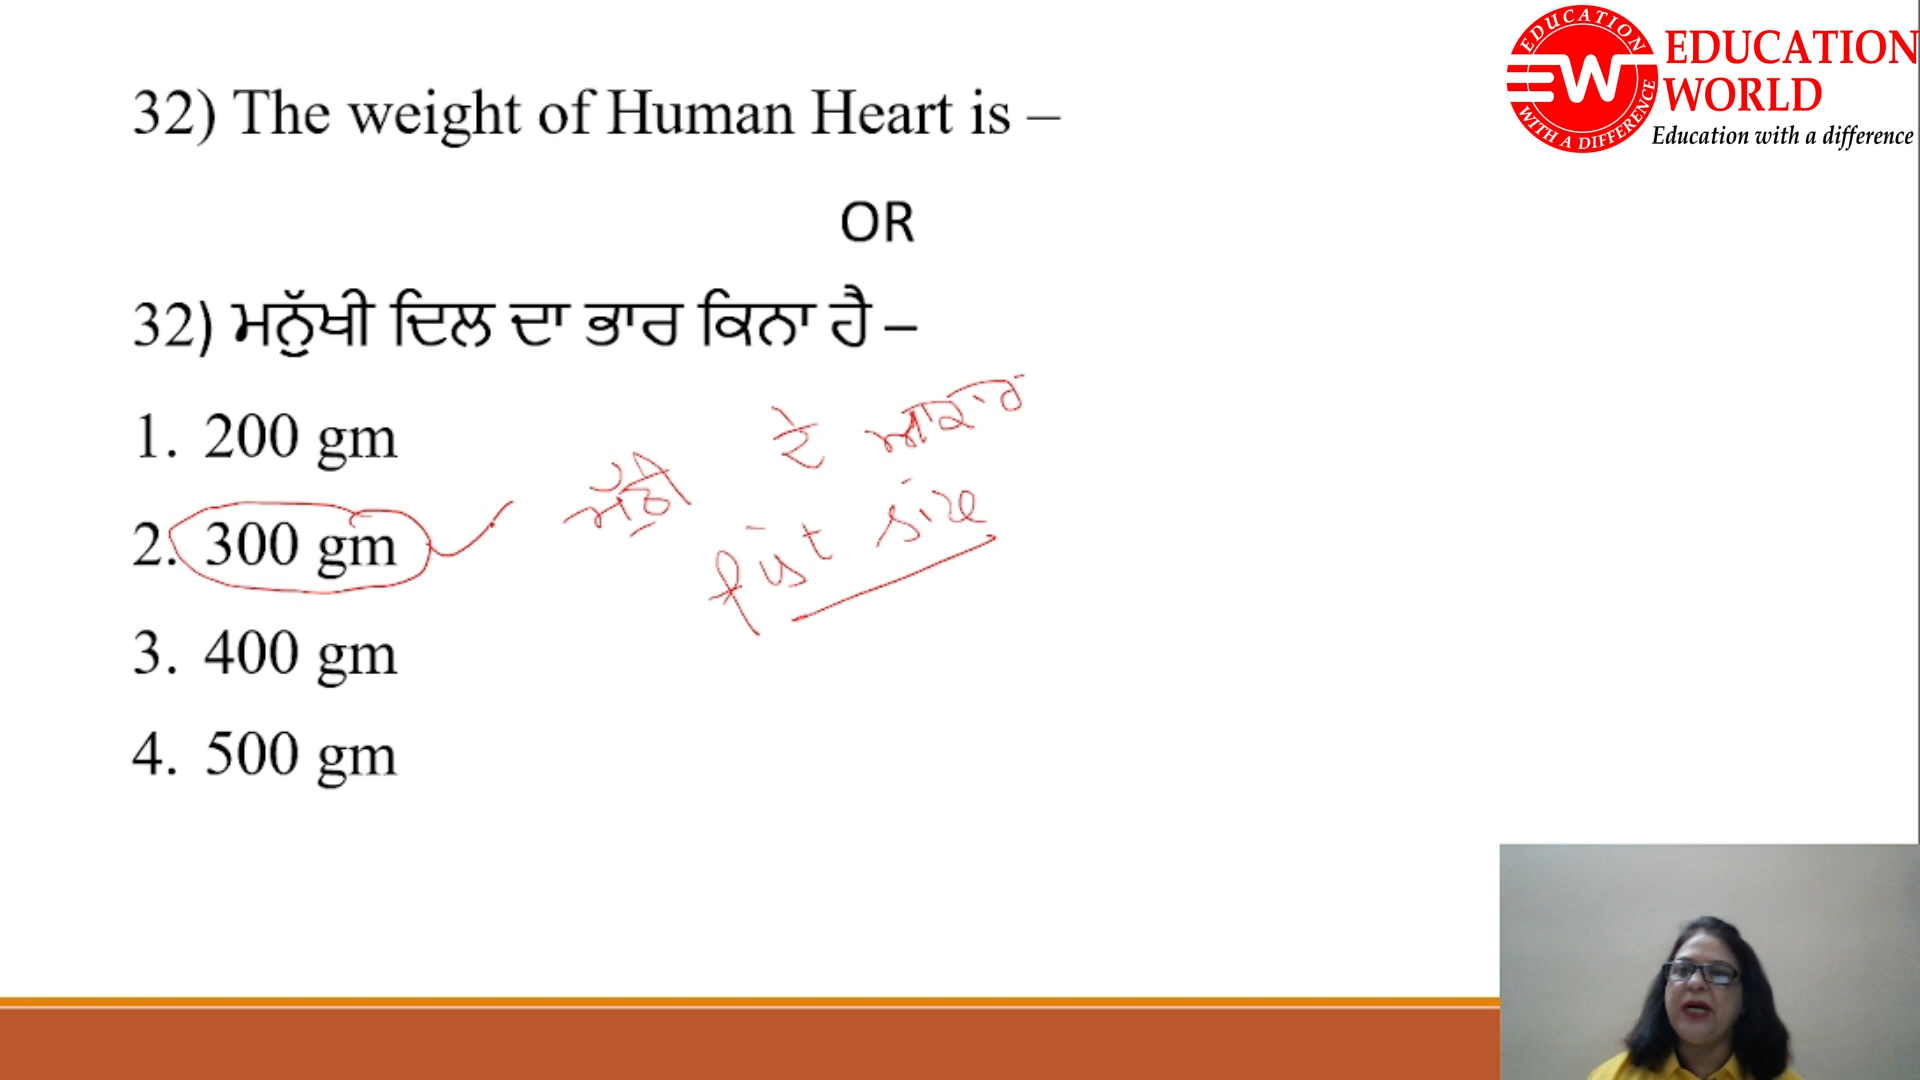 EDUCATION
WITH A DIFFERENCE
EW
EDUCATION
WORLD
Education with a difference
32) The weight of Human Heart is –
OR
32) ਮਨੁੱਖੀ ਦਿਲ ਦਾ ਭਾਰ ਕਿਨਾ ਹੈ –
1. 200 gm
2. 300 gm
3. 400 gm
4. 500 gm
ਮੁੱਠੀ ਦੇ ਆਕਾਰ
fist size